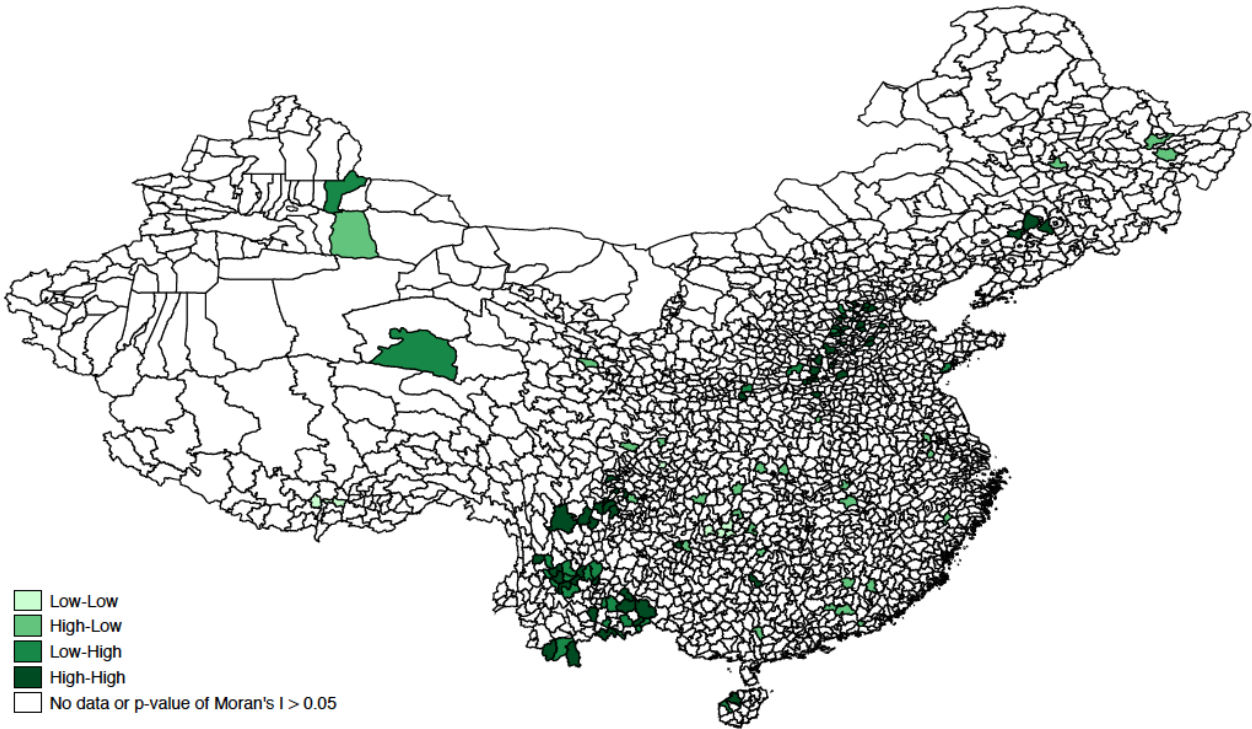 Low-Low
High-Low
Low-High
High-High
No data or p-value of Moran's I > 0.05